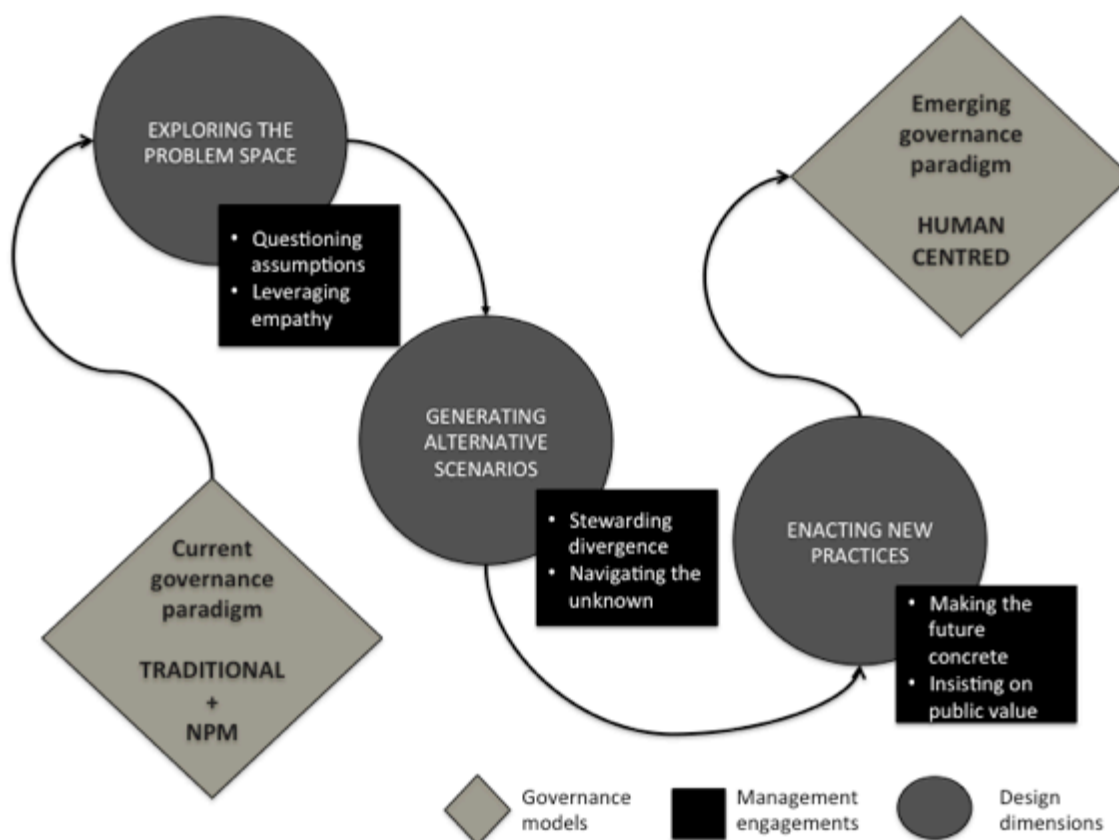 EXPLORING THE
PROBLEM SPACE
• Questioning
assumptions
• Leveraging
empathy
Current
governance
paradigm
TRADITIONAL
+
NPM
GENERATING
ALTERNATIVE
SCENARIOS
• Stewarding
divergence
• Navigating the
unknown
ENACTING NEW
PRACTICES
• Making the
future
concrete
• Insisting on
public value
Emerging
governance
paradigm
HUMAN
CENTRED
Governance
models
Management
engagements
Design
dimensions